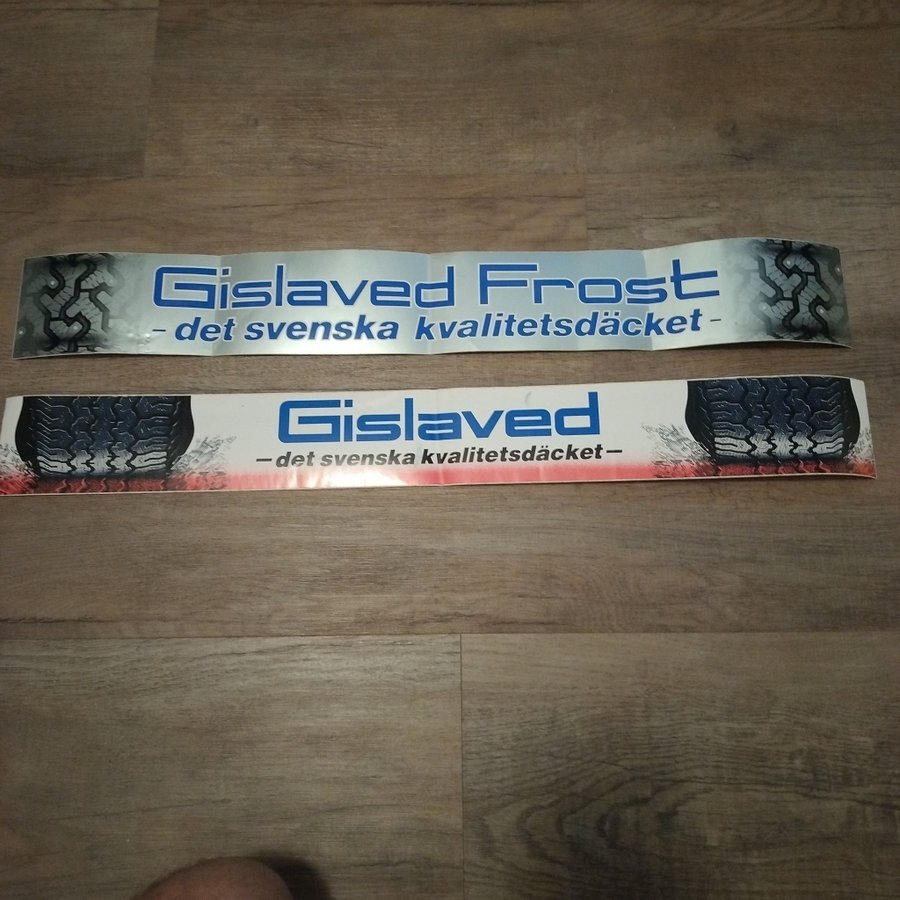 Gislaved Frost
- det svenska kvalitetsdäcket -
Gislaved
- det svenska kvalitetsdäcket -